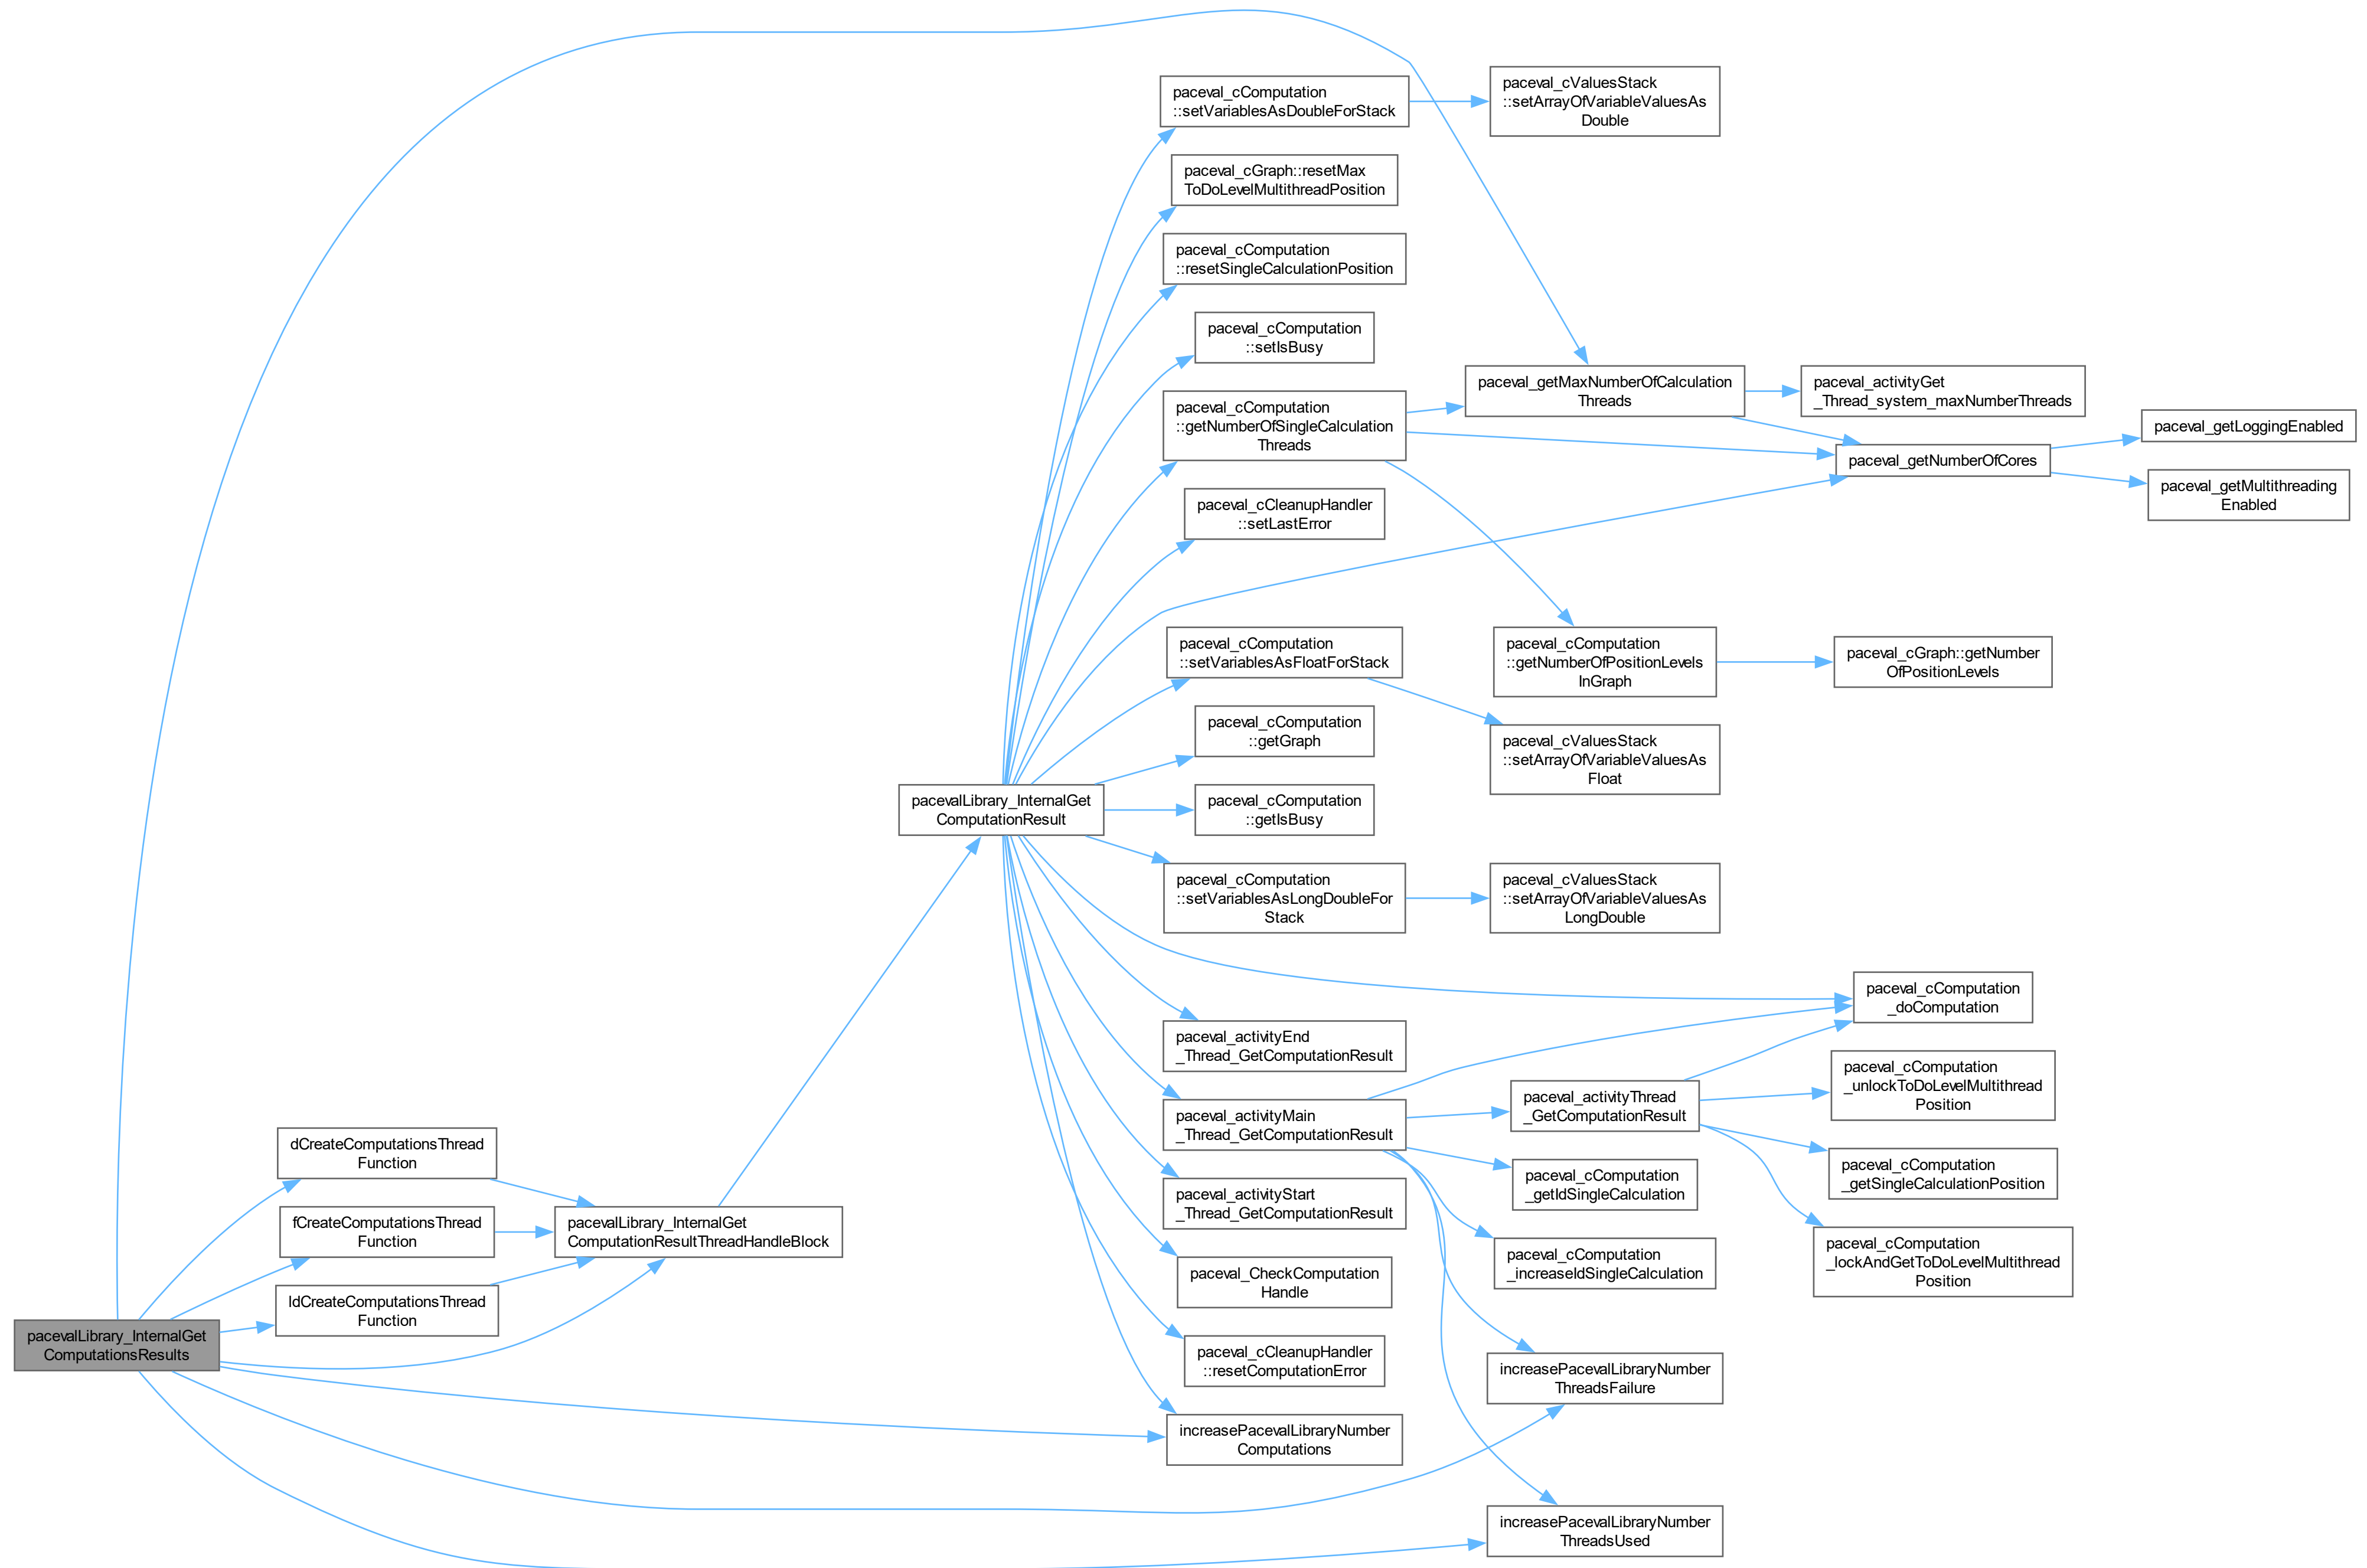 paceval_cComputation
::setVariablesAsDoubleForStack
paceval_cValuesStack
::setArrayOfVariableValuesAs
Double
paceval_cGraph::resetMax
ToDoLevelMultithreadPosition
paceval_cComputation
::resetSingleCalculationPosition
paceval_cComputation
::setIsBusy
paceval_cComputation
::getNumberOfSingleCalculation
Threads
paceval_getMaxNumberOfCalculation
Threads
paceval_activityGet
_Thread_system_maxNumberThreads
paceval_getLoggingEnabled
paceval_getNumberOfCores
paceval_getMultithreading
Enabled
paceval_cCleanupHandler
::setLastError
paceval_cComputation
::setVariablesAsFloatForStack
paceval_cComputation
::getNumberOfPositionLevels
InGraph
paceval_cGraph::getNumber
OfPositionLevels
paceval_cComputation
::getGraph
paceval_cValuesStack
::setArrayOfVariableValuesAs
Float
pacevalLibrary_InternalGet
ComputationResult
paceval_cComputation
::getIsBusy
paceval_cComputation
::setVariablesAsLongDoubleFor
Stack
paceval_cValuesStack
::setArrayOfVariableValuesAs
LongDouble
paceval_cComputation
_doComputation
paceval_activityEnd
_Thread_GetComputationResult
paceval_cComputation
_unlockToDoLevelMultithread
Position
paceval_activityMain
_Thread_GetComputationResult
paceval_activityThread
_GetComputationResult
dCreateComputationsThread
Function
paceval_cComputation
_getIdSingleCalculation
paceval_cComputation
_getSingleCalculationPosition
paceval_activityStart
_Thread_GetComputationResult
fCreateComputationsThread
Function
pacevalLibrary_InternalGet
ComputationResultThreadHandleBlock
paceval_cComputation
_increaseIdSingleCalculation
paceval_cComputation
_lockAndGetToDoLevelMultithread
Position
paceval_CheckComputation
Handle
ldCreateComputationsThread
Function
pacevalLibrary_InternalGet
ComputationsResults
paceval_cCleanupHandler
::resetComputationError
increasePacevalLibraryNumber
ThreadsFailure
increasePacevalLibraryNumber
Computations
increasePacevalLibraryNumber
ThreadsUsed